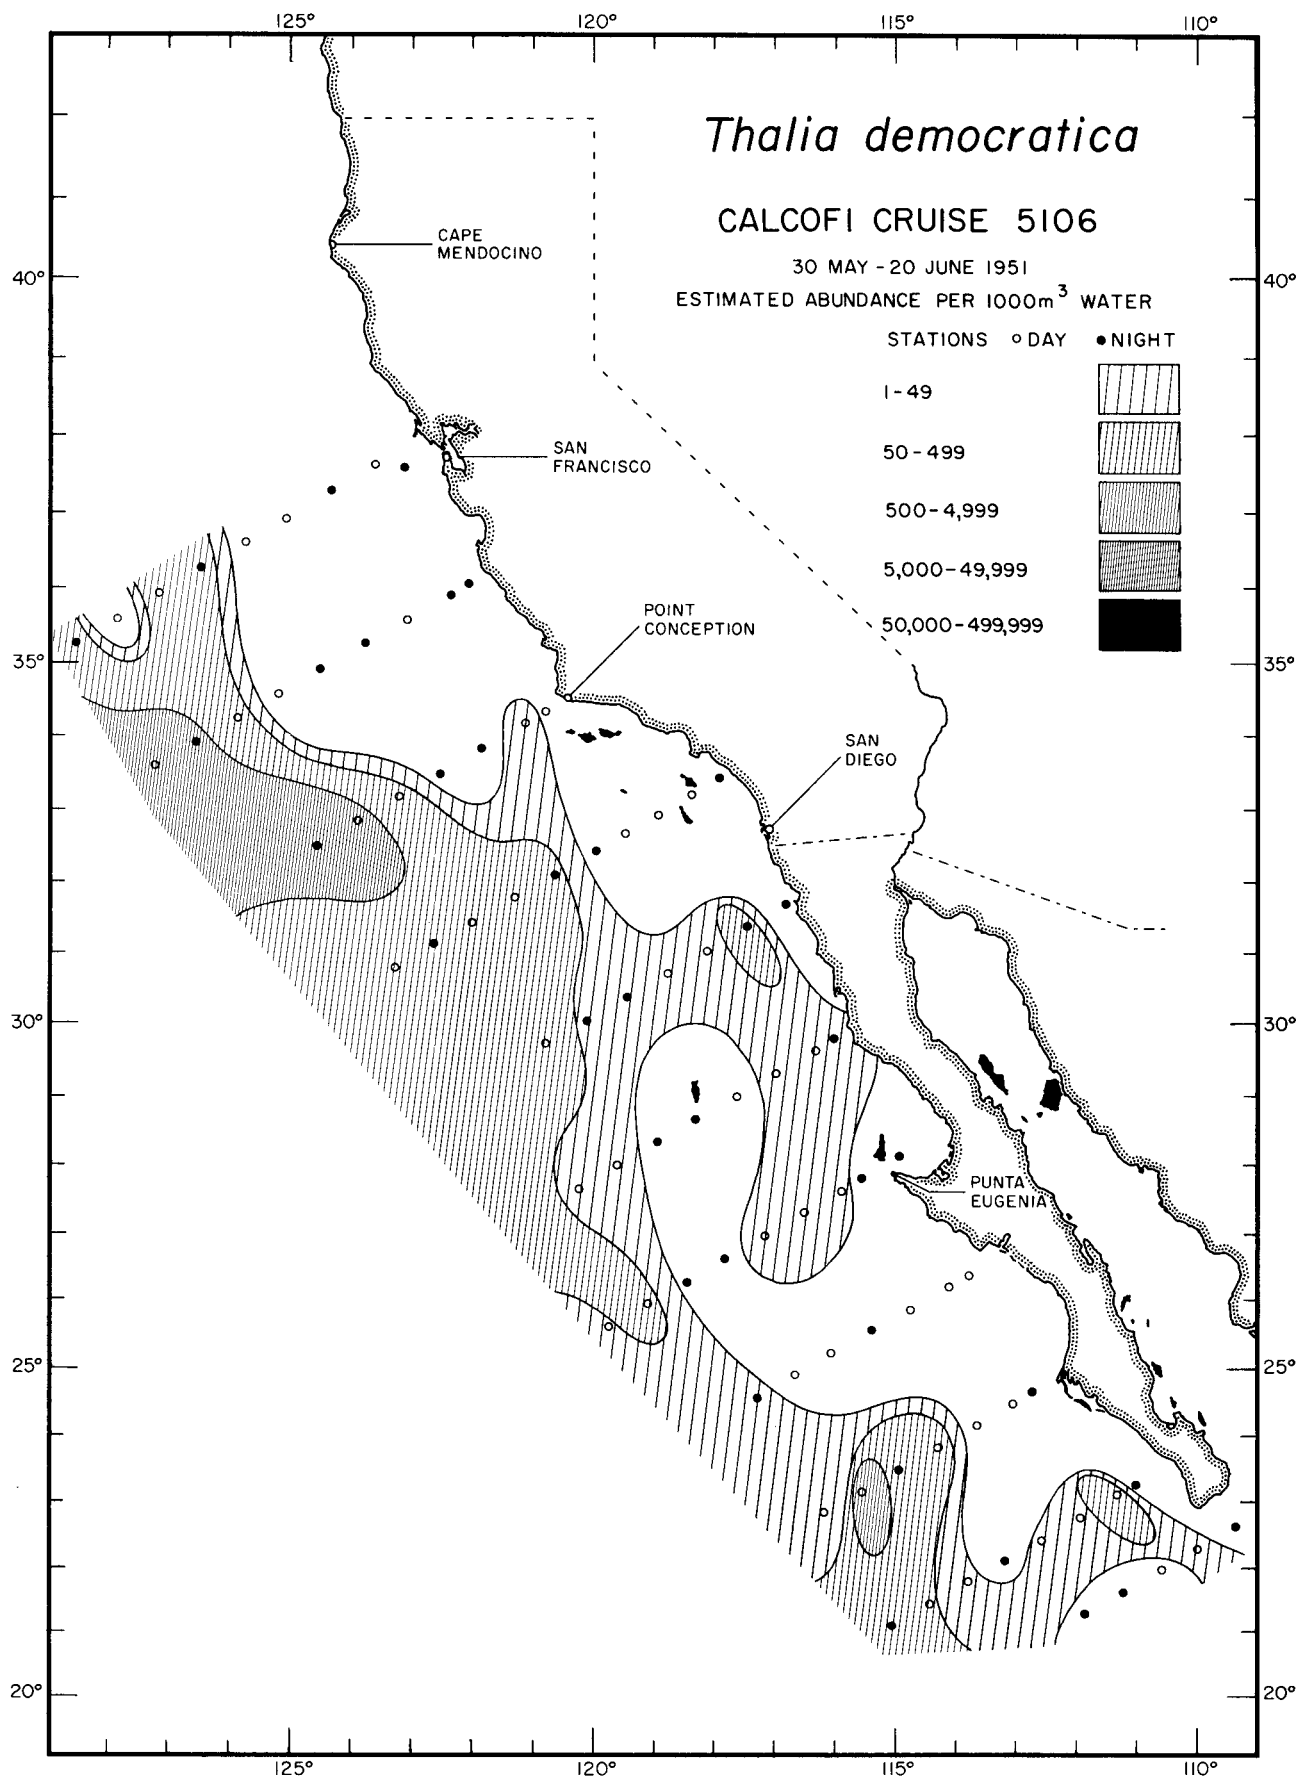 125° 120° 115° 110°
Thalia democratica
CALCOFI CRUISE 5106
30 MAY - 20 JUNE 1951
ESTIMATED ABUNDANCE PER 1000m³ WATER
STATIONS ○ DAY ● NIGHT
1 - 49
50 - 499
500 - 4,999
5,000 - 49,999
50,000 - 499,999
CAPE
MENDOCINO
40° 40°
SAN
FRANCISCO
POINT
CONCEPTION
35° 35°
SAN
DIEGO
30° 30°
PUNTA
EUGENIA
25° 25°
20° 20°
125° 120° 115° 110°